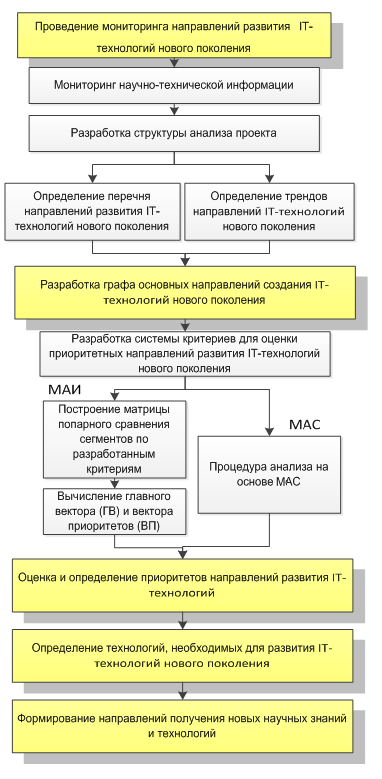 Проведение мониторинга направлений развития IT-
технологий нового поколения
Мониторинг научно-технической информации
Разработка структуры анализа проекта
Определение перечня
направлений развития IT-
технологий нового поколения
Определение трендов
направлений IT-технологий
нового поколения
Разработка графа основных направлений создания IT-
технологий нового поколения
Разработка системы критериев для оценки
приоритетных направлений развития IT-технологий
нового поколения
МАИ
МАС
Построение матрицы
попарного сравнения
сегментов по
разработанным
критериям
Процедура анализа на
основе МАС
Вычисление главного
вектора (ГВ) и вектора
приоритетов (ВП)
Оценка и определение приоритетов направлений развития IT-
технологий
Определение технологий, необходимых для развития IT-
технологий нового поколения
Формирование направлений получения новых научных знаний
и технологий